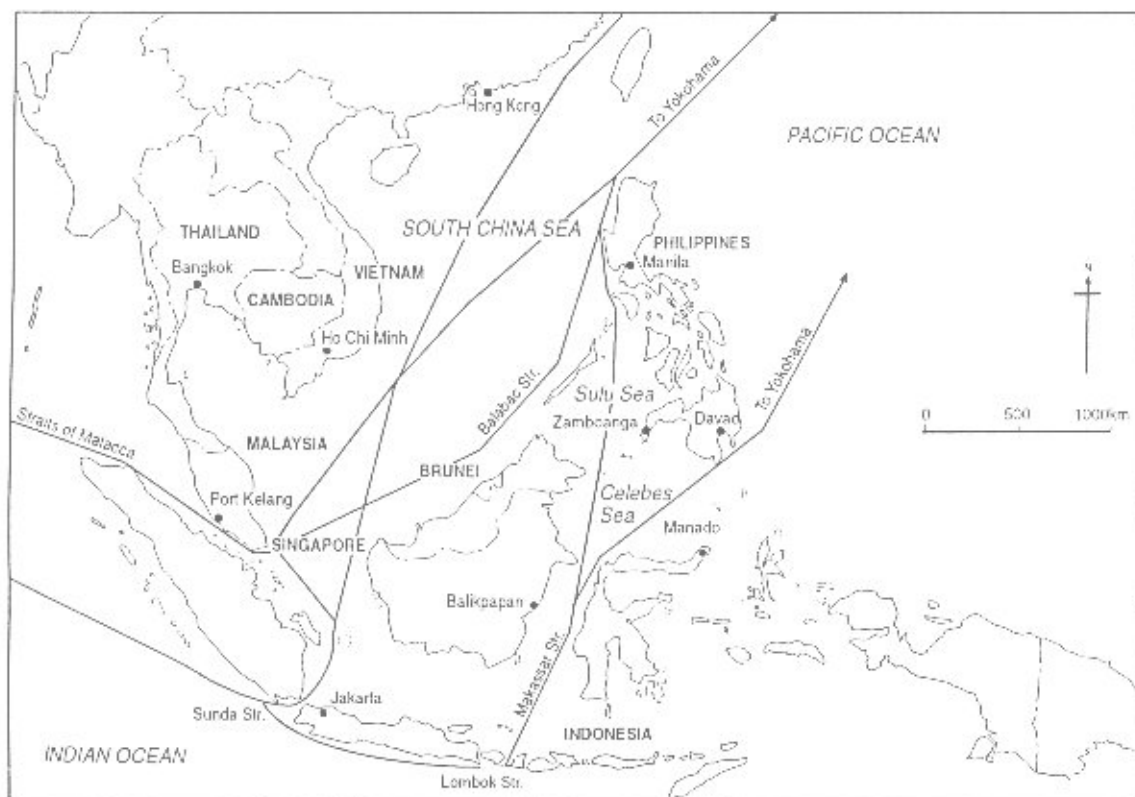 Hong Kong
To Yokohama
PACIFIC OCEAN
SOUTH CHINA SEA
THAILAND
Bangkok
VIETNAM
CAMBODIA
Ho Chi Minh
PHILIPPINES
Manila
Balabac Str.
Sulu Sea
Zamboanga
Davao
To Yokohama
0 500 1000km
Straits of Malacca
MALAYSIA
BRUNEI
Port Kelang
SINGAPORE
Celebes
Sea
Manado
Balikpapan
Makassar Str.
Sunda Str.
Jakarta
INDONESIA
INDIAN OCEAN
Lombok Str.